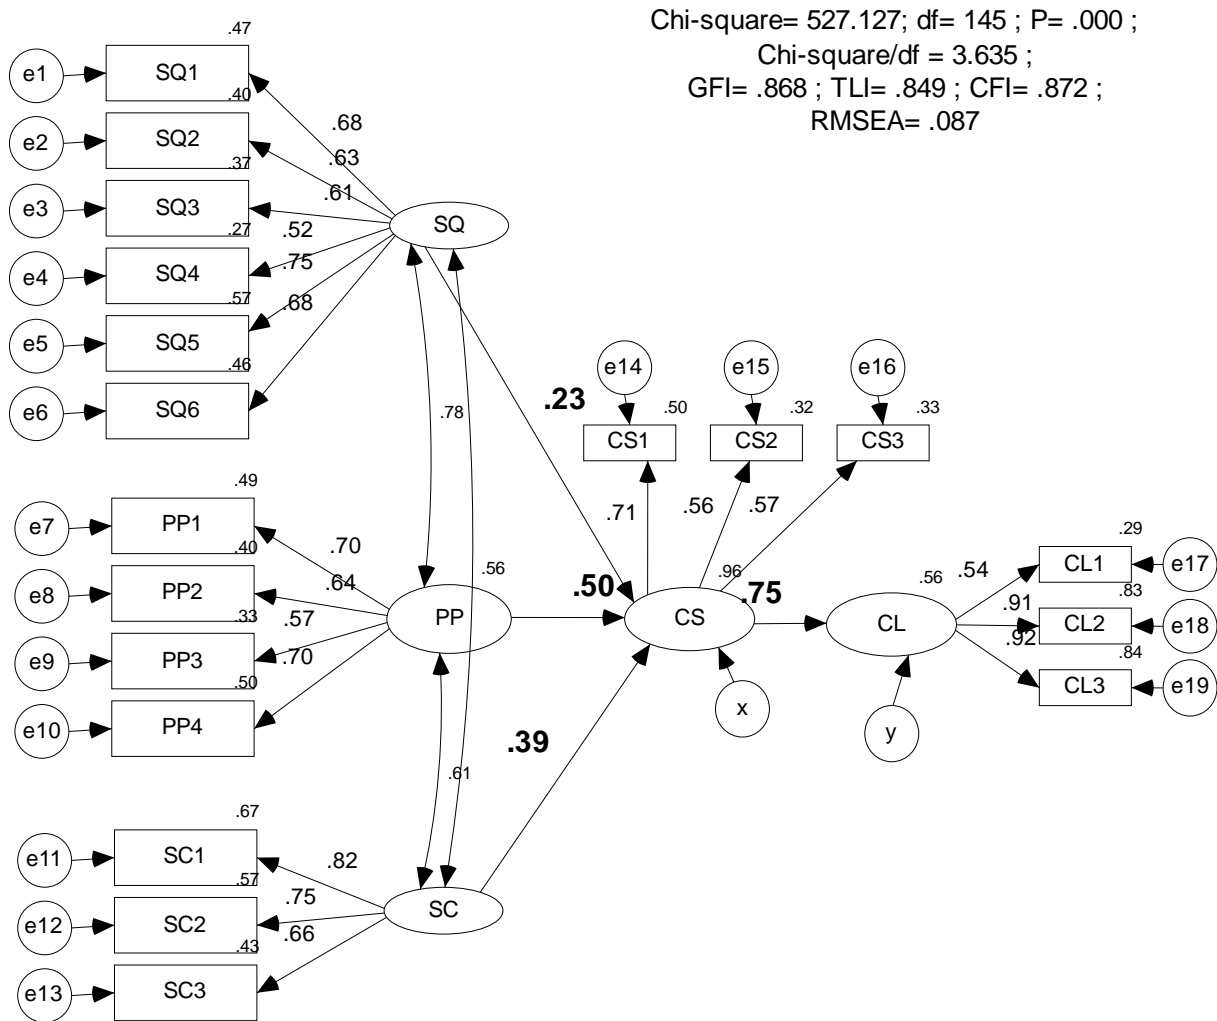 Chi-square= 527.127; df= 145 ; P= .000 ;
Chi-square/df = 3.635 ;
GFI= .868 ; TLI= .849 ; CFI= .872 ;
RMSEA= .087
.47
e1 SQ1
.40
.68
e2 SQ2
.63
.37
.61
e3 SQ3
SQ
.27
.52
e4 SQ4
.75
.57
.68
e5 SQ5
.46
e6 SQ6
.78
.23
e14 e15 e16
.50 .32 .33
CS1 CS2 CS3
.49
e7 PP1
.71 .56 .57
.40
.70
e8 PP2
.64
.33
.57
e9 PP3
.70
.50
e10 PP4
PP
.56
.50
.96
.75
CS
.56
CL
.54
.29
CL1 e17
.83
.91
CL2 e18
.92
.84
CL3 e19
x
y
.39
.61
.67
e11 SC1
.82
.57
.75
e12 SC2
SC
.66
.43
e13 SC3